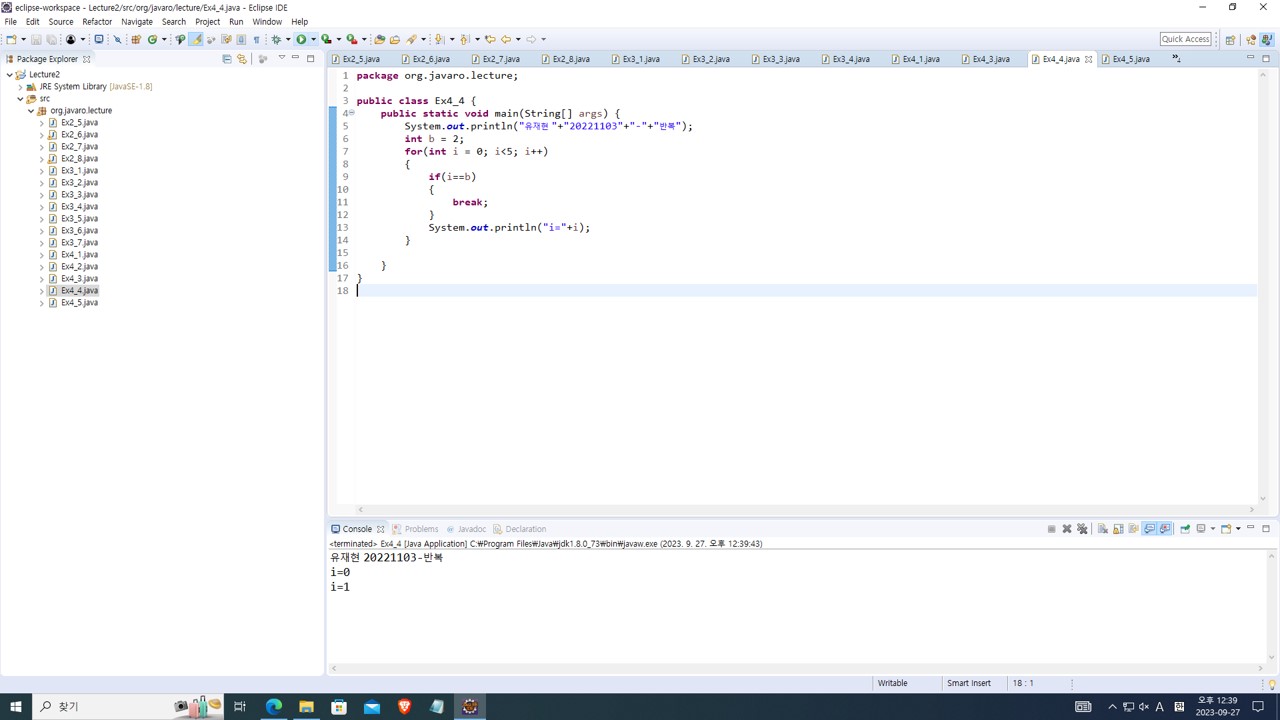 eclipse-workspace - Lecture2/src/org/javaro/lecture/Ex4_4.java - Eclipse IDE
File Edit Source Refactor Navigate Search Project Run Window Help
Quick Access
Package Explorer
Lecture2
JRE System Library [JavaSE-1.8]
src
org.javaro.lecture
Ex2_5.java
Ex2_6.java
Ex2_7.java
Ex2_8.java
Ex3_1.java
Ex3_2.java
Ex3_3.java
Ex3_4.java
Ex3_5.java
Ex3_6.java
Ex3_7.java
Ex4_1.java
Ex4_2.java
Ex4_3.java
Ex4_4.java
Ex4_5.java
Ex2_5.java Ex2_6.java Ex2_7.java Ex2_8.java Ex3_1.java Ex3_2.java Ex3_3.java Ex3_4.java Ex4_1.java Ex4_3.java Ex4_4.java Ex4_5.java
1 package org.javaro.lecture;
2
3 public class Ex4_4 {
4 public static void main(String[] args) {
5 System.out.println("유재현 "+"20221103"+"-"+"반복");
6 int b = 2;
7 for(int i = 0; i<5; i++)
8 {
9 if(i==b)
10 {
11 break;
12 }
13 System.out.println("i="+i);
14 }
15
16 }
17 }
18
Console Problems Javadoc Declaration
<terminated> Ex4_4 [Java Application] C:₩Program Files₩Java₩jdk1.8.0_73₩bin₩javaw.exe (2023. 9. 27. 오후 12:39:43)
유재현 20221103-반복
i=0
i=1
Writable Smart Insert 18 : 1
찾기
A 오후 12:39
2023-09-27